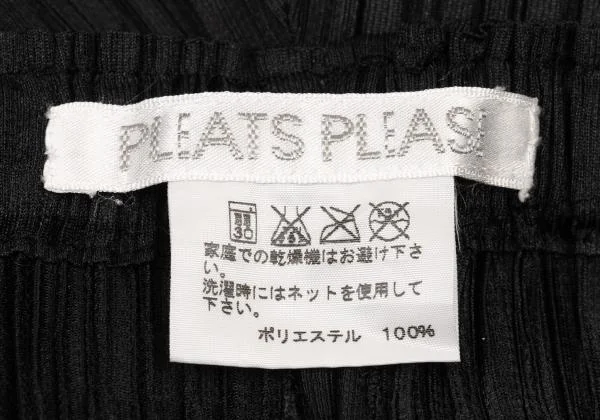 PLEATS PLEASE
家庭での乾燥機はお避け下さ
い。
洗濯時にはネットを使用して
下さい。
ポリエステル 100%